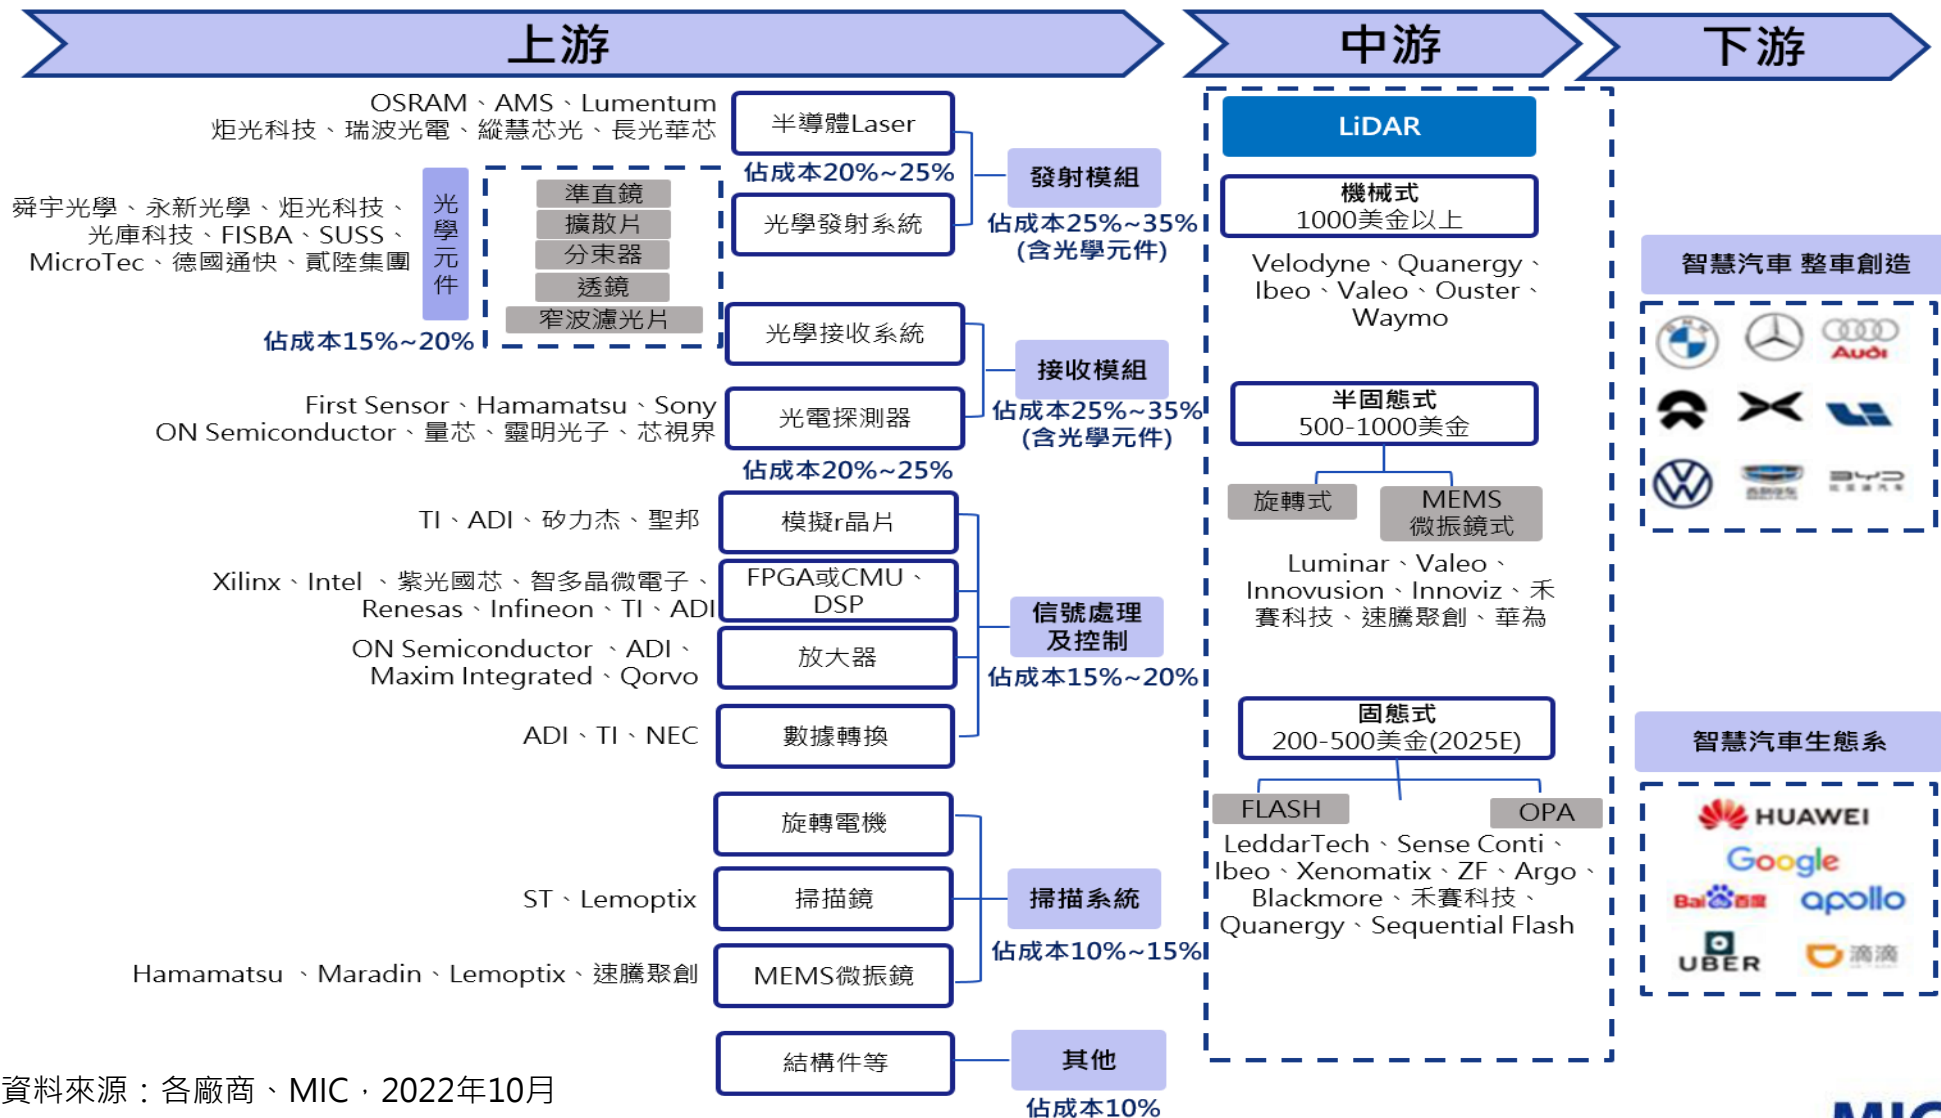 上游
中游
下游
OSRAM、AMS、Lumentum
炬光科技、瑞波光電、縱慧芯光、長光華芯
半導體Laser
佔成本20%~25%
舜宇光學、永新光學、炬光科技、
光庫科技、FISBA、SUSS、
MicroTec、德國通快、貳陸集團
光學元件
佔成本15%~20%
準直鏡
擴散片
分束器
透鏡
窄波濾光片
光學發射系統
發射模組
佔成本25%~35%
(含光學元件)
光學接收系統
接收模組
佔成本25%~35%
(含光學元件)
First Sensor、Hamamatsu、Sony
ON Semiconductor、量芯、靈明光子、芯視界
光電探測器
佔成本20%~25%
TI、ADI、矽力杰、聖邦
模擬r晶片
Xilinx、Intel 、紫光國芯、智多晶微電子、
Renesas、Infineon、TI、ADI
FPGA或CMU、
DSP
ON Semiconductor 、ADI、
Maxim Integrated、Qorvo
放大器
ADI、TI、NEC
數據轉換
信號處理
及控制
佔成本15%~20%
旋轉電機
ST、Lemoptix
掃描鏡
Hamamatsu 、Maradin、Lemoptix、速騰聚創
MEMS微振鏡
掃描系統
佔成本10%~15%
結構件等
其他
佔成本10%
LiDAR
機械式
1000美金以上
Velodyne、Quanergy、
Ibeo、Valeo、Ouster、
Waymo
半固態式
500-1000美金
旋轉式
MEMS
微振鏡式
Luminar、Valeo、
Innovusion、Innoviz、禾
賽科技、速騰聚創、華為
固態式
200-500美金(2025E)
FLASH
OPA
LeddarTech、Sense Conti、
Ibeo、Xenomatix、ZF、Argo、
Blackmore、禾賽科技、
Quanergy、Sequential Flash
智慧汽車 整車創造
Audi
BYD
智慧汽車生態系
HUAWEI
Google
Bai百度
apollo
UBER
滴滴
資料來源：各廠商、MIC，2022年10月
MIC